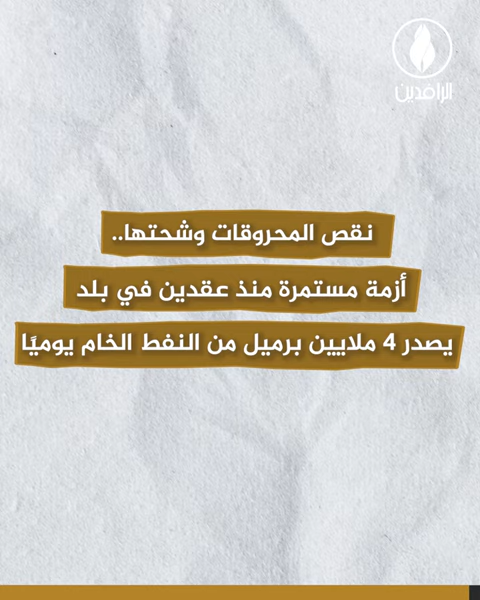 الرافدين
نقص المحروقات وشحتها..
أزمة مستمرة منذ عقدين في بلد
يصدر 4 ملايين برميل من النفط الخام يوميًا